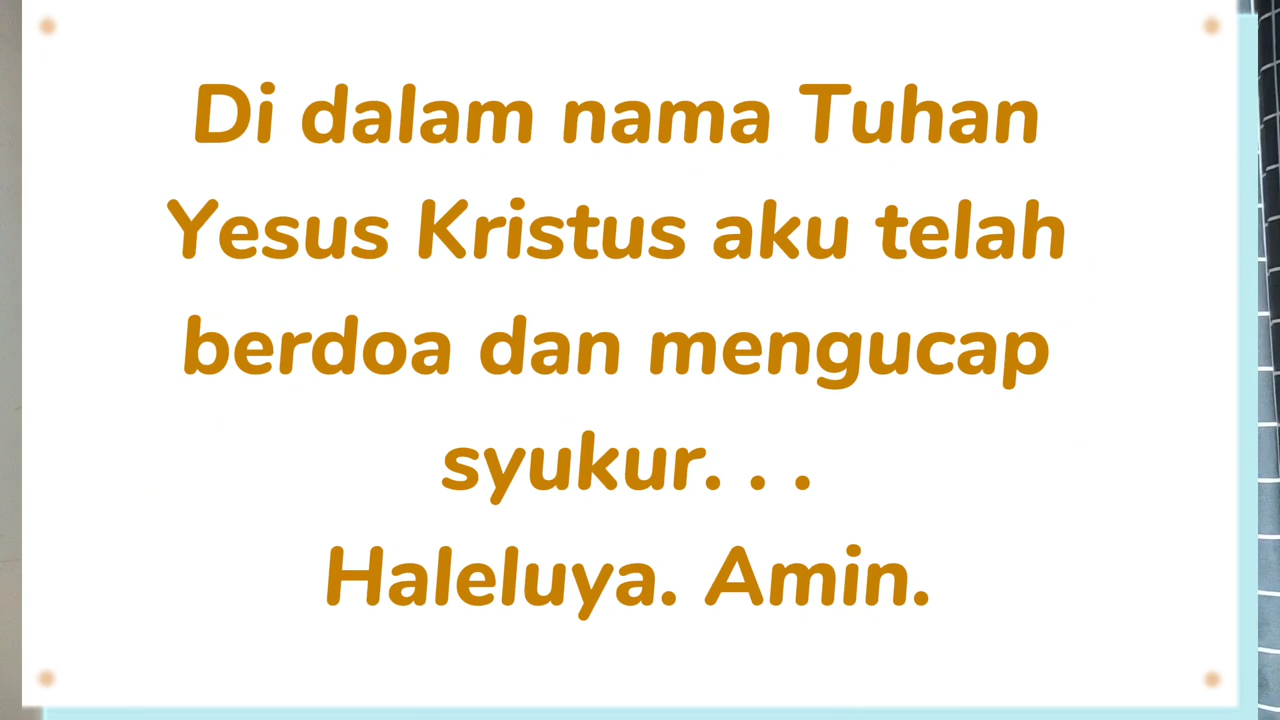 Di dalam nama Tuhan
Yesus Kristus aku telah
berdoa dan mengucap
syukur. . .
Haleluya. Amin.